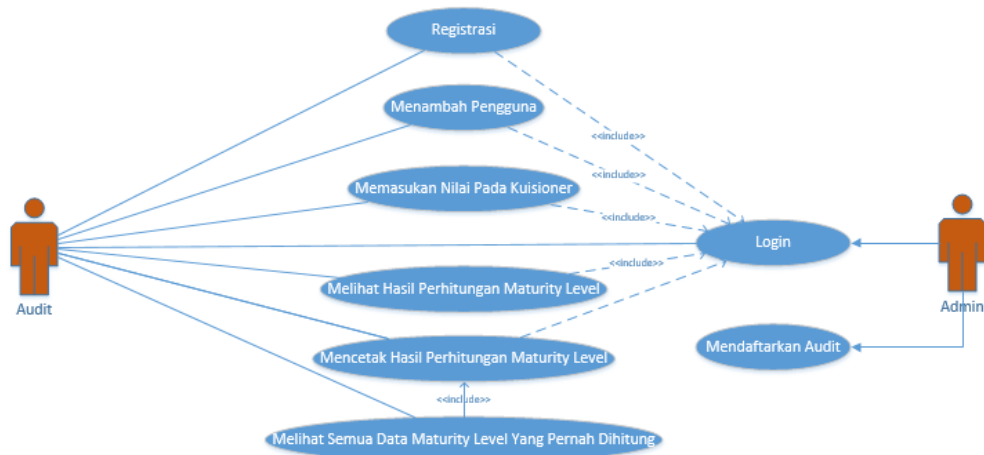 Registrasi
Menambah Pengguna
<<include>>
<<include>>
Memasukan Nilai Pada Kuisioner
<<include>>
Login
<<include>>
Melihat Hasil Perhitungan Maturity Level
Audit
Admin
Mencetak Hasil Perhitungan Maturity Level
Mendaftarkan Audit
<<include>>
Melihat Semua Data Maturity Level Yang Pernah Dihitung